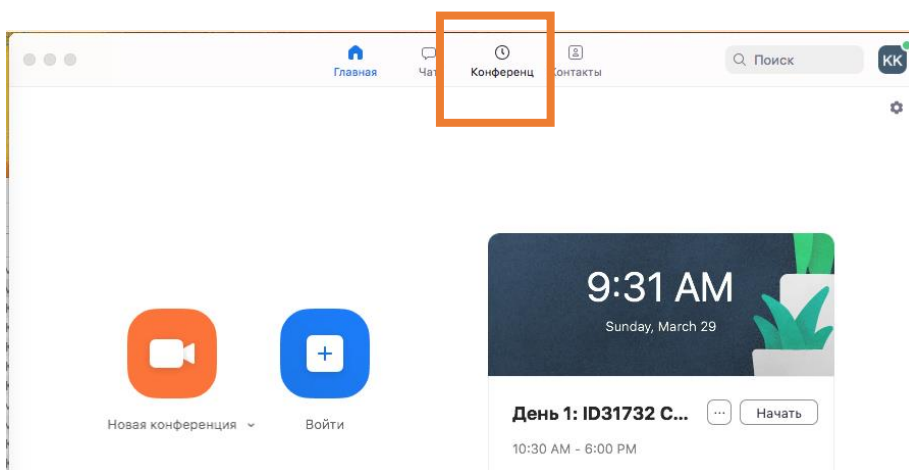 Главная Чат Конференц Контакты Поиск КК
9:31 AM
Sunday, March 29
Новая конференция Войти
День 1: ID31732 C... Начать
10:30 AM - 6:00 PM